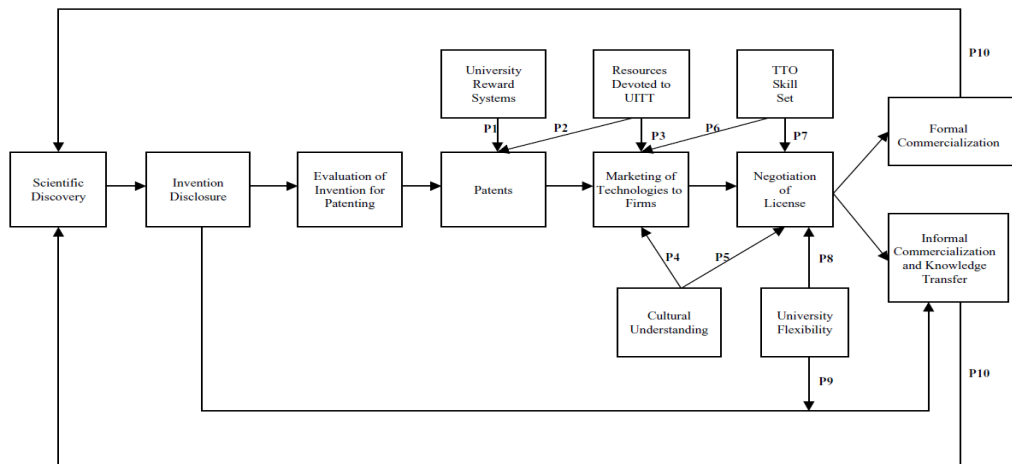 P10
University
Reward
Systems
Resources
Devoted to
UITT
TTO
Skill
Set
P1
P2
P3
P6
P7
Formal
Commercialization
Scientific
Discovery
Invention
Disclosure
Evaluation of
Invention for
Patenting
Patents
Marketing of
Technologies to
Firms
Negotiation
of
License
Informal
Commercialization
and Knowledge
Transfer
P4
P5
P8
Cultural
Understanding
University
Flexibility
P9
P10